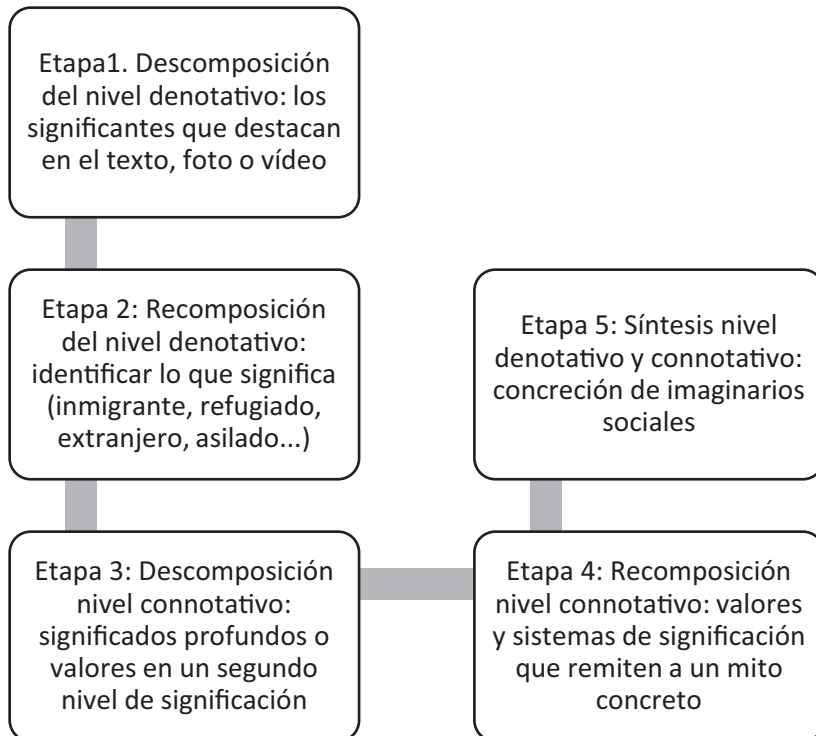 Etapa1. Descomposición
del nivel denotativo: los
significantes que destacan
en el texto, foto o vídeo
Etapa 2: Recomposición
del nivel denotativo:
identificar lo que significa
(inmigrante, refugiado,
extranjero, asilado...)
Etapa 3: Descomposición
nivel connotativo:
significados profundos o
valores en un segundo
nivel de significación
Etapa 4: Recomposición
nivel connotativo: valores
y sistemas de significación
que remiten a un mito
concreto
Etapa 5: Síntesis nivel
denotativo y connotativo:
concreción de imaginarios
sociales